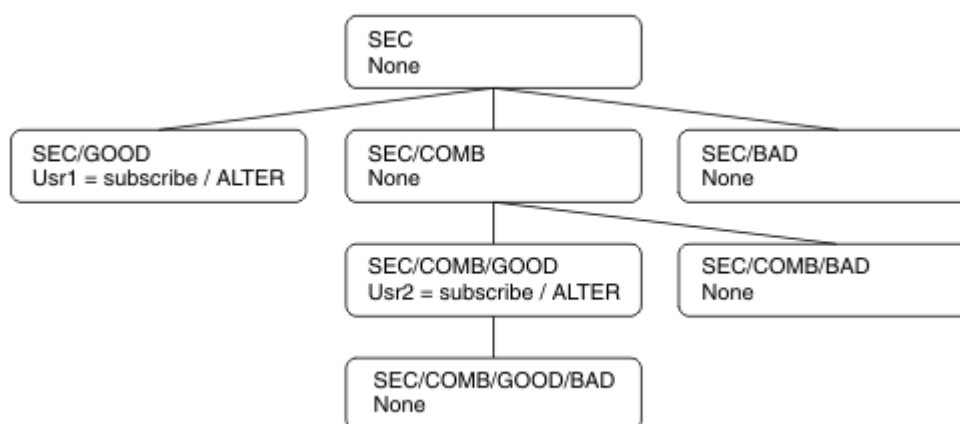 SEC
None
SEC/GOOD
Usr1 = subscribe / ALTER
SEC/COMB
None
SEC/BAD
None
SEC/COMB/GOOD
Usr2 = subscribe / ALTER
SEC/COMB/BAD
None
SEC/COMB/GOOD/BAD
None